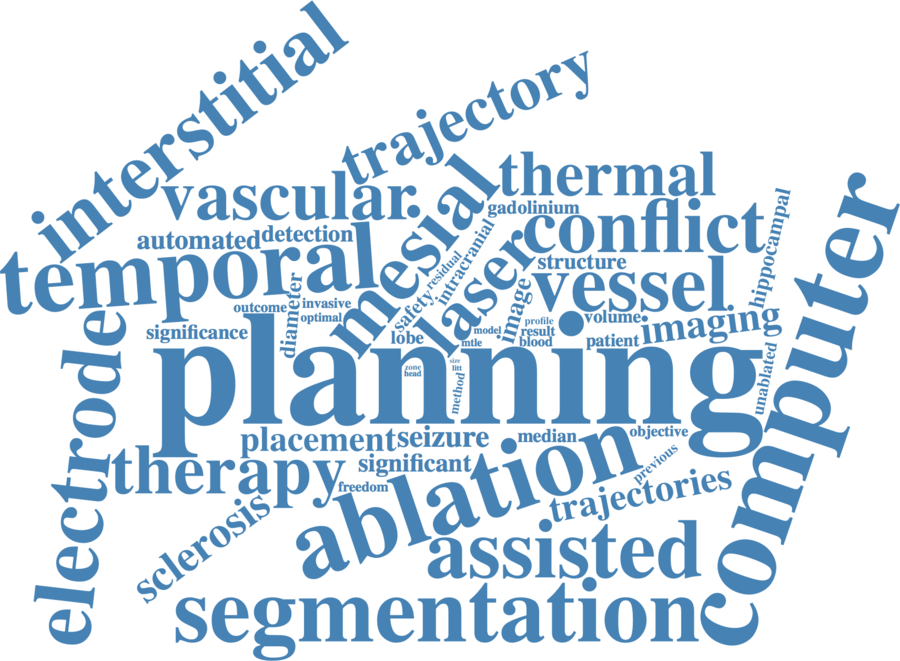 interstitial
trajectory
thermal
vascular.
mesial
gadolinium
conflict
computer
hippocampal
automated
detection
temporal
residual
intracranial
laser
structure
vessel.
diameter
outcome
invasive
optimal
safety
image
profile
volume
imaging
significance
lobe
model
result
mtle
blood
patient
unablated
electrode
planning
zone
head
size
litt
method
placement
seizure
median
objective
therapy
significant
freedom
ablation
previous
trajectories
sclerosis
assisted
segmentation